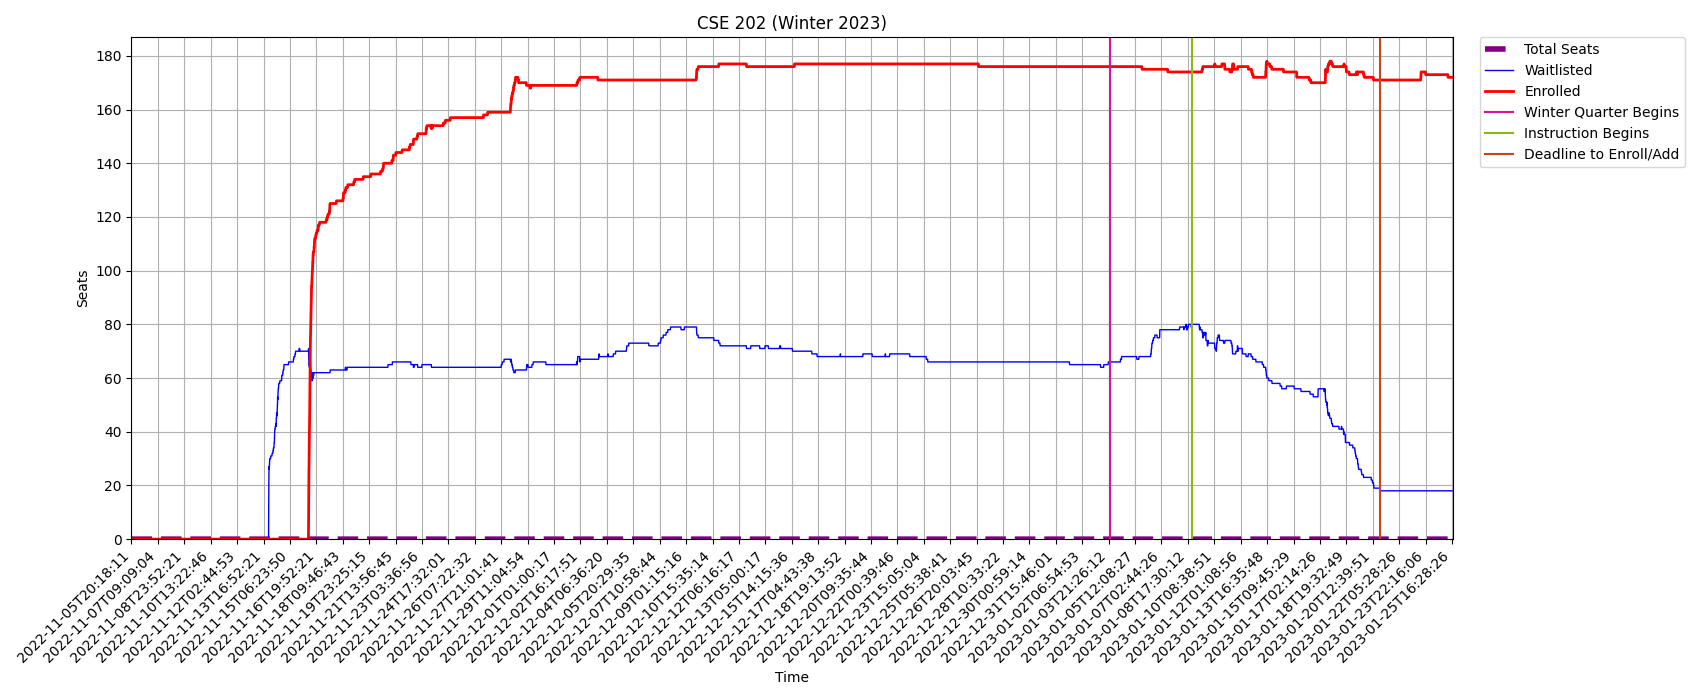 CSE 202 (Winter 2023)
Total Seats
Waitlisted
Enrolled
Winter Quarter Begins
Instruction Begins
Deadline to Enroll/Add
Seats
180
160
140
120
100
80
60
40
20
0
2022-11-05T20:18:11
2022-11-07T09:09:04
2022-11-08T23:52:21
2022-11-10T13:22:46
2022-11-12T02:44:53
2022-11-13T16:52:21
2022-11-15T06:23:50
2022-11-16T19:52:21
2022-11-18T09:46:43
2022-11-19T23:25:15
2022-11-21T13:56:45
2022-11-23T03:36:56
2022-11-24T17:32:01
2022-11-26T07:22:32
2022-11-27T21:01:41
2022-11-29T11:04:50
2022-12-01T01:00:17
2022-12-02T16:17:51
2022-12-04T06:36:20
2022-12-05T20:29:35
2022-12-07T10:58:44
2022-12-09T01:15:16
2022-12-10T15:35:14
2022-12-12T06:16:17
2022-12-13T05:00:17
2022-12-15T14:15:36
2022-12-17T04:43:38
2022-12-18T19:13:52
2022-12-20T09:35:44
2022-12-22T00:39:46
2022-12-23T15:05:04
2022-12-25T05:38:41
2022-12-26T20:03:45
2022-12-28T10:33:22
2022-12-30T00:59:14
2022-12-31T15:46:01
2023-01-02T06:54:53
2023-01-03T21:26:12
2023-01-05T12:08:27
2023-01-07T02:44:26
2023-01-08T17:30:12
2023-01-10T08:38:51
2023-01-12T01:08:56
2023-01-13T16:35:48
2023-01-15T09:45:29
2023-01-17T02:14:26
2023-01-18T19:32:49
2023-01-20T12:39:51
2023-01-22T05:28:26
2023-01-23T22:16:06
2023-01-25T16:28:26
Time